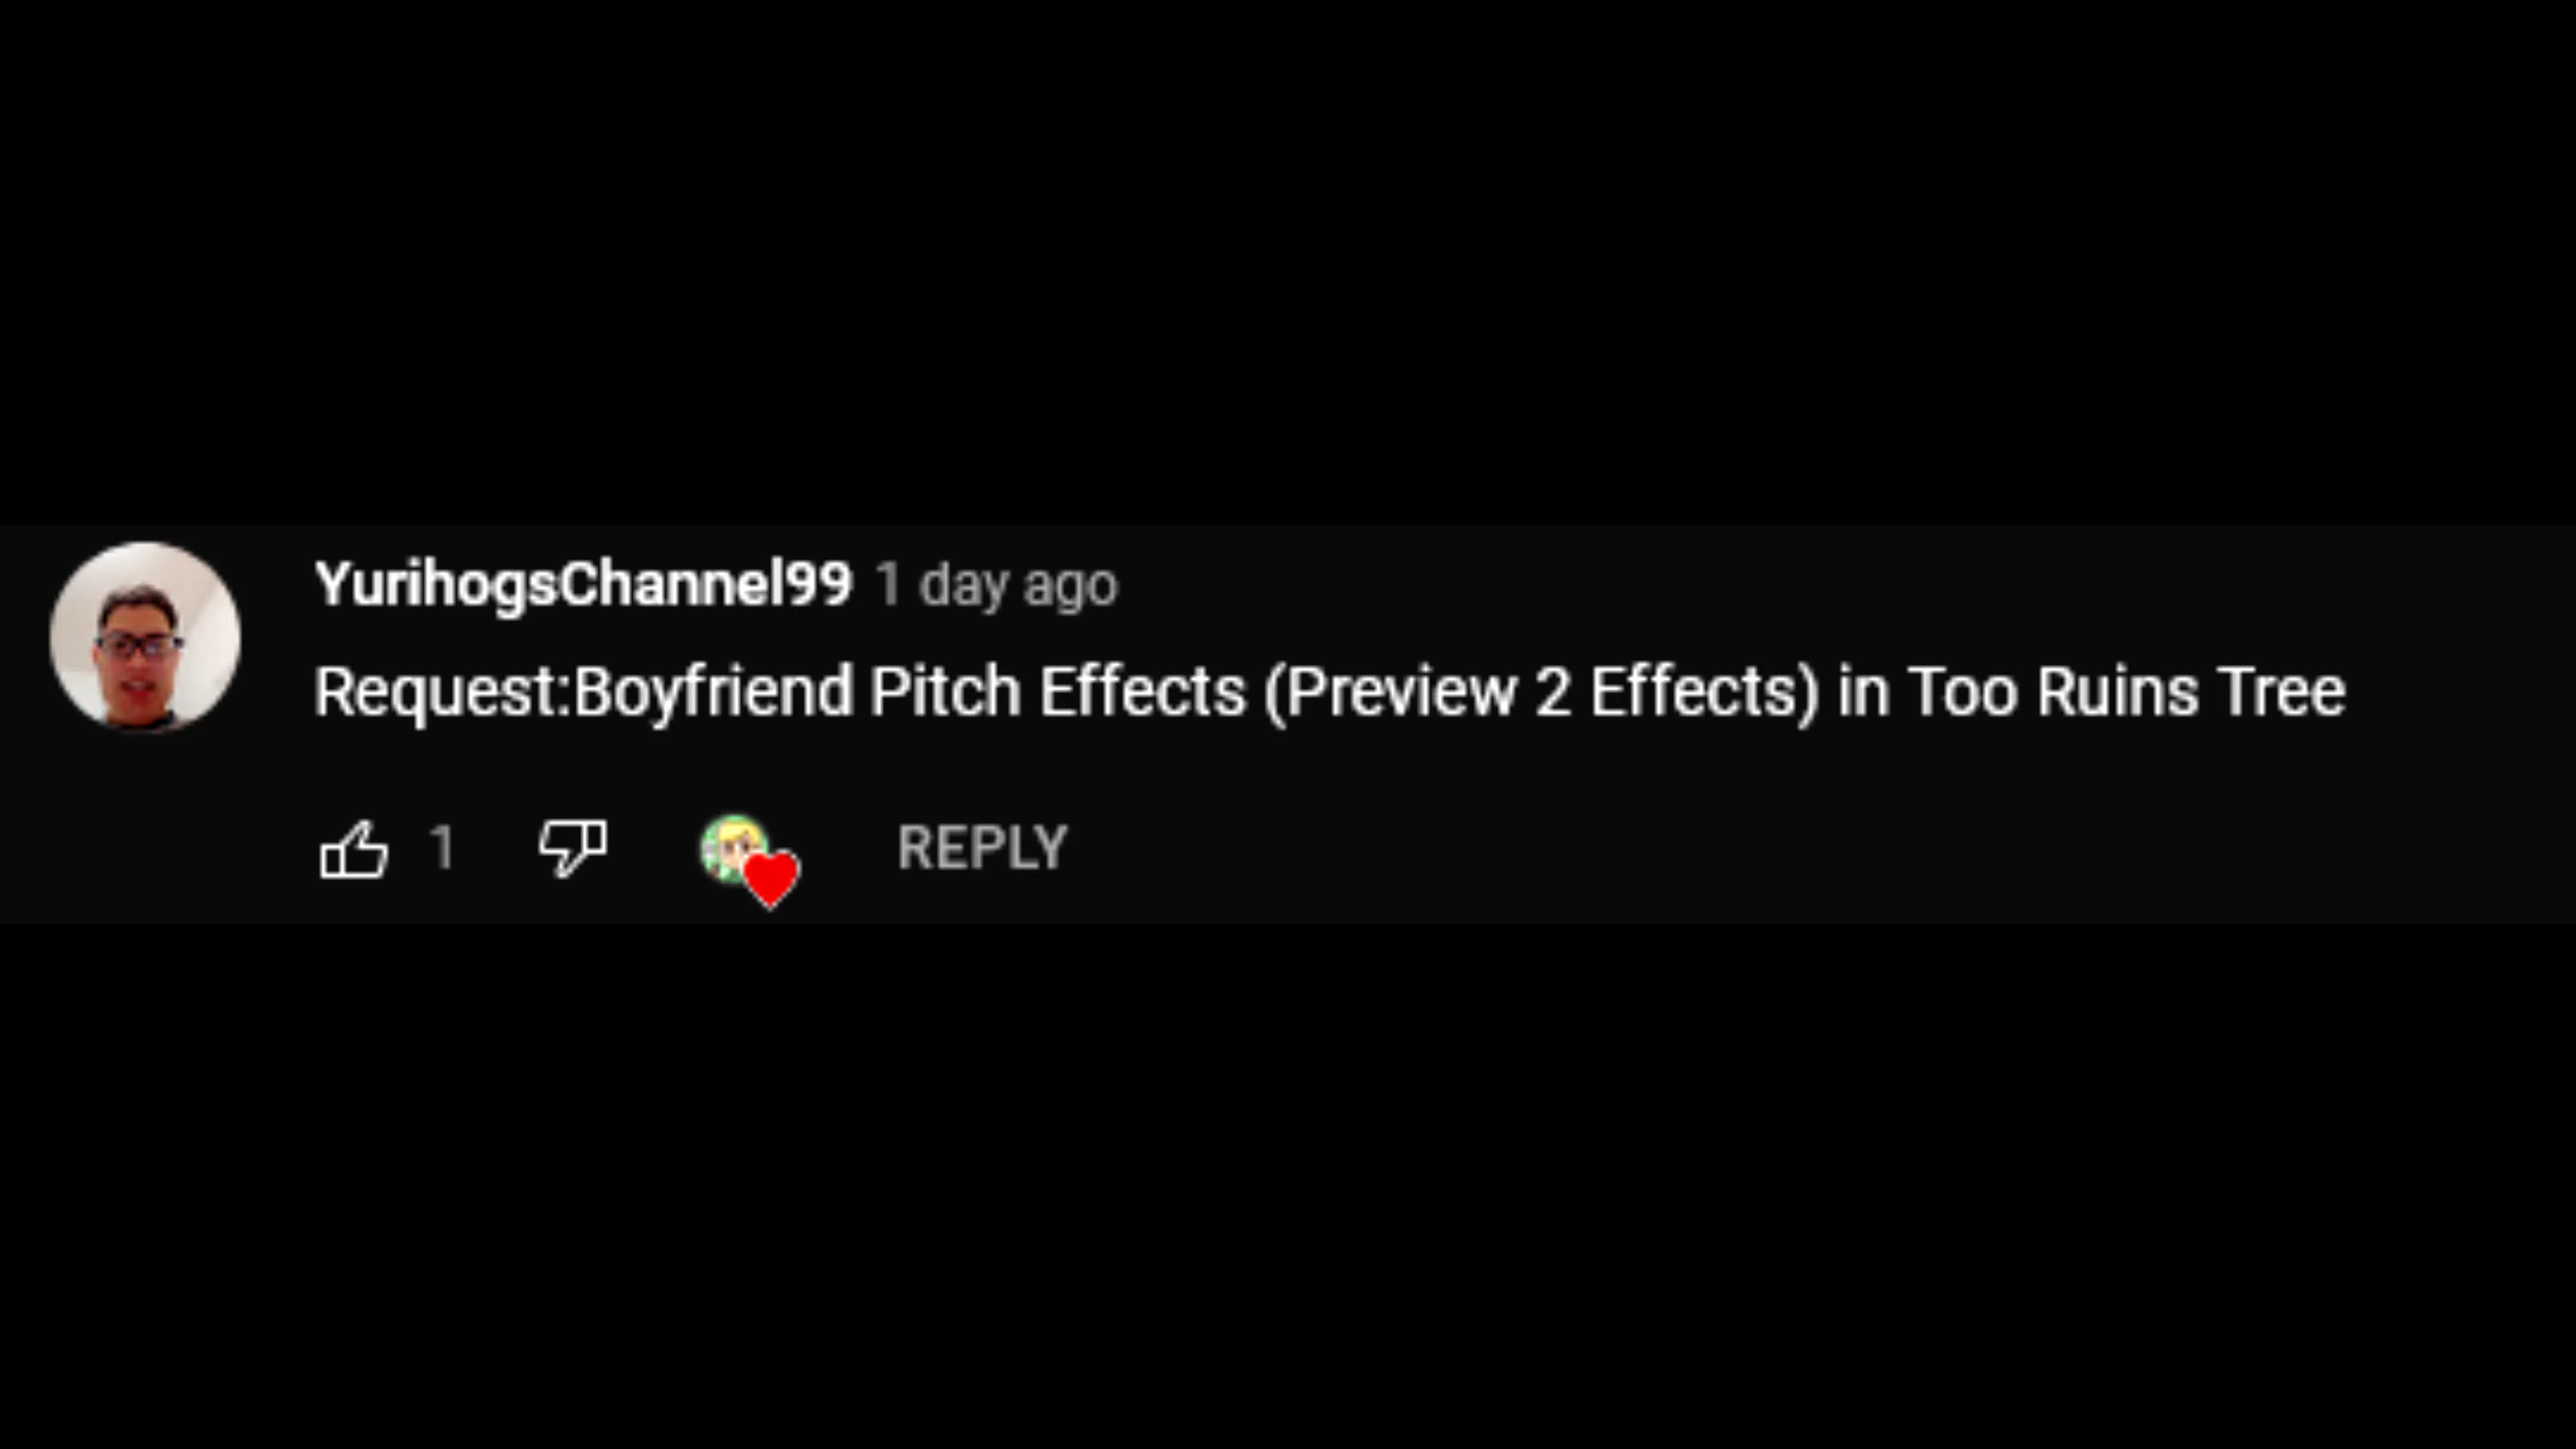 YurihogsChannel99 1 day ago
Request:Boyfriend Pitch Effects (Preview 2 Effects) in Too Ruins Tree
1 REPLY